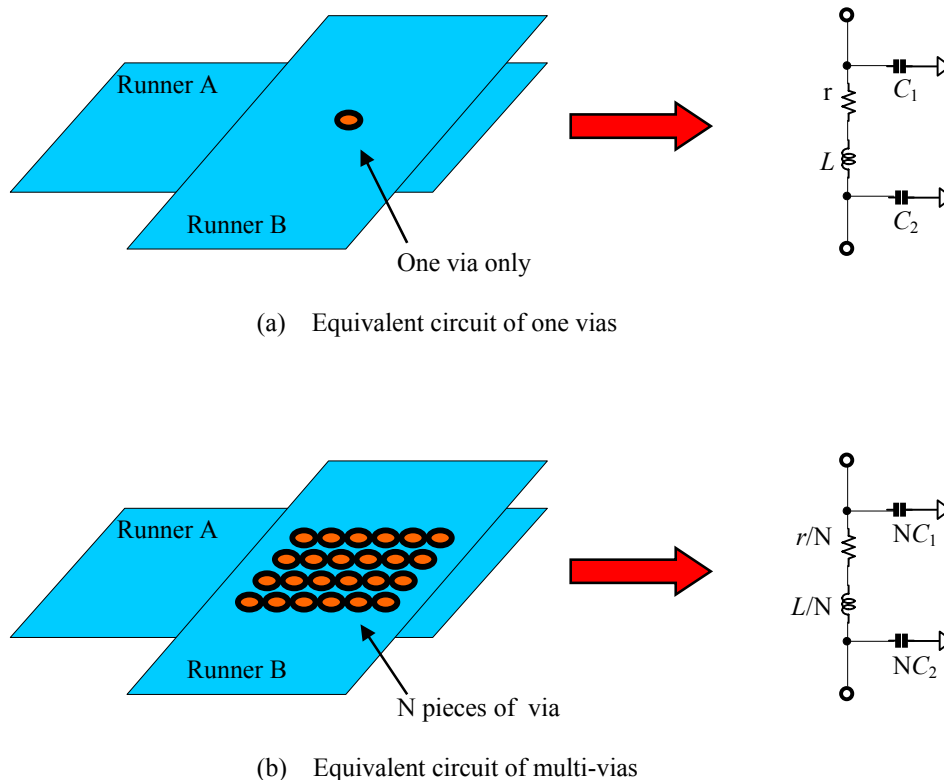 Runner A
Runner B
One via only
r
L
C1
C2
(a) Equivalent circuit of one vias
Runner A
Runner B
N pieces of via
r/N
L/N
NC1
NC2
(b) Equivalent circuit of multi-vias